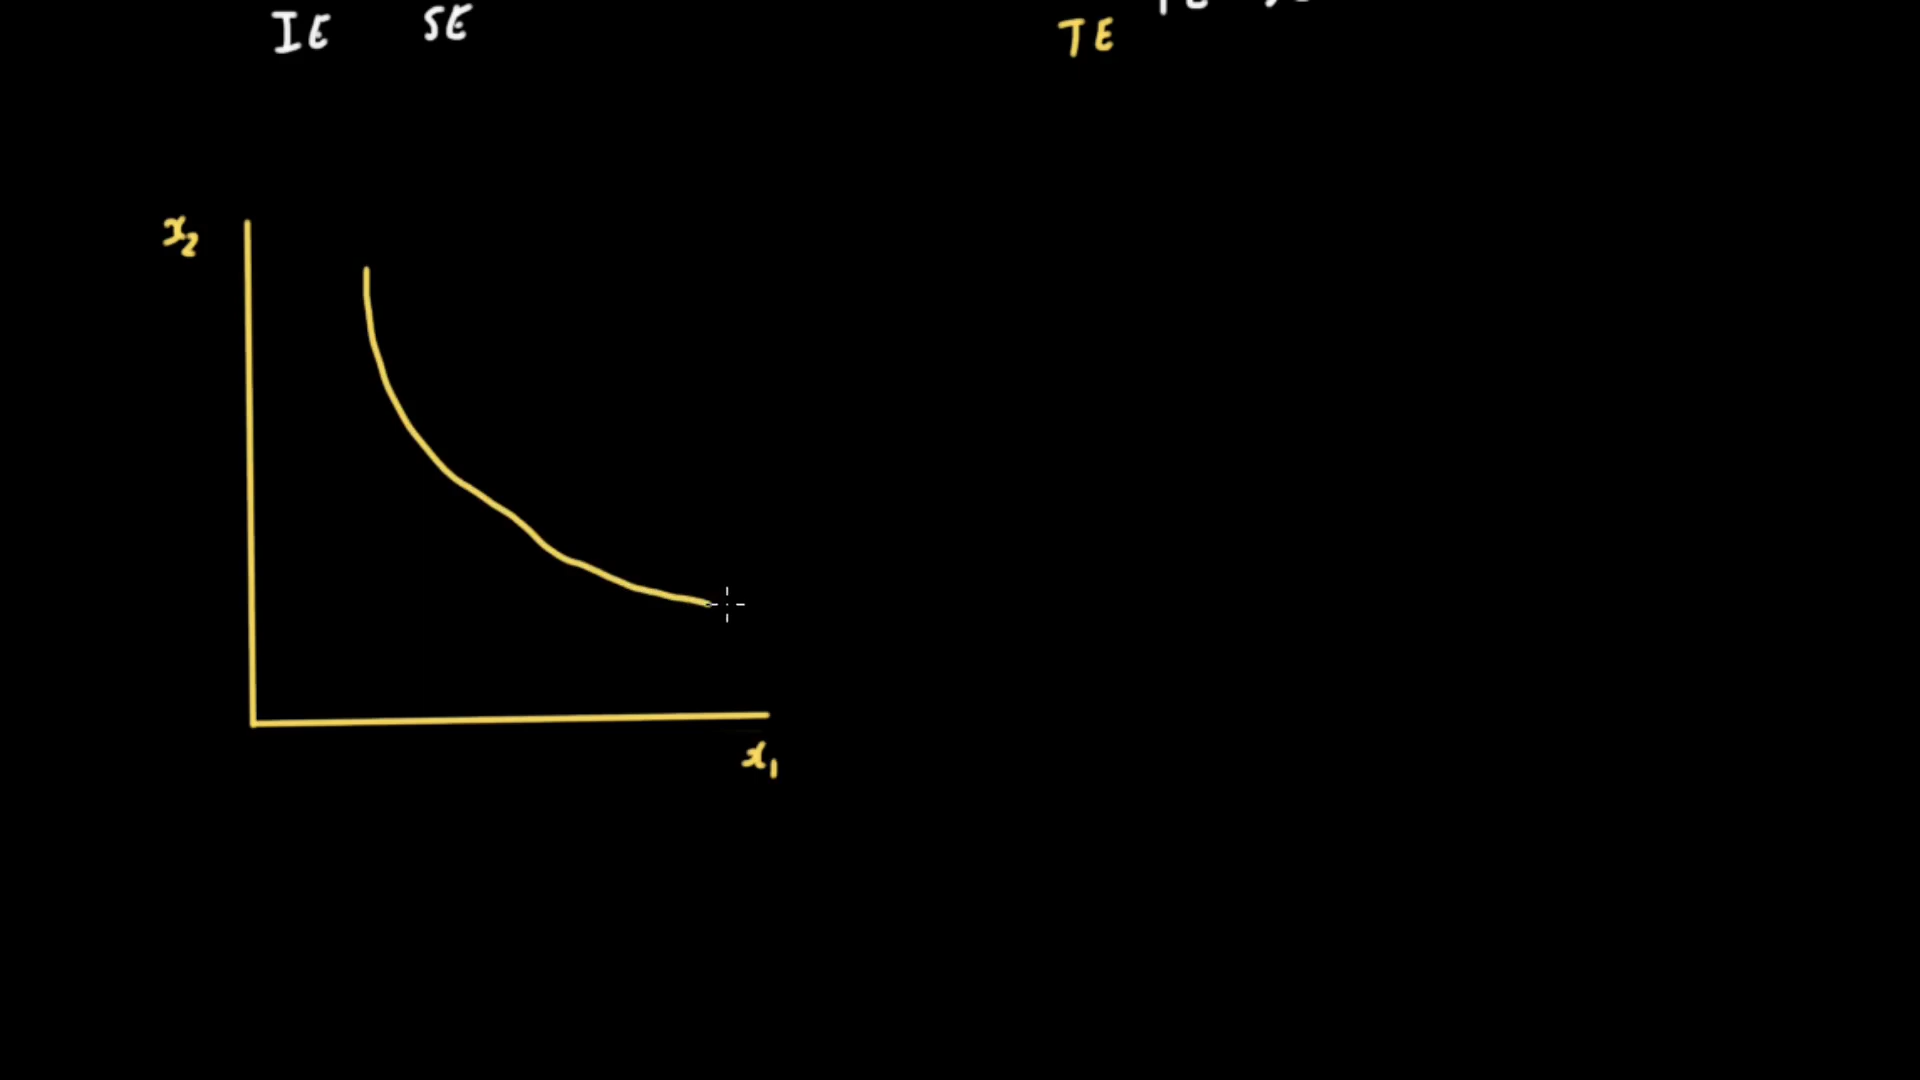 IE SE TE
x₂
x₁